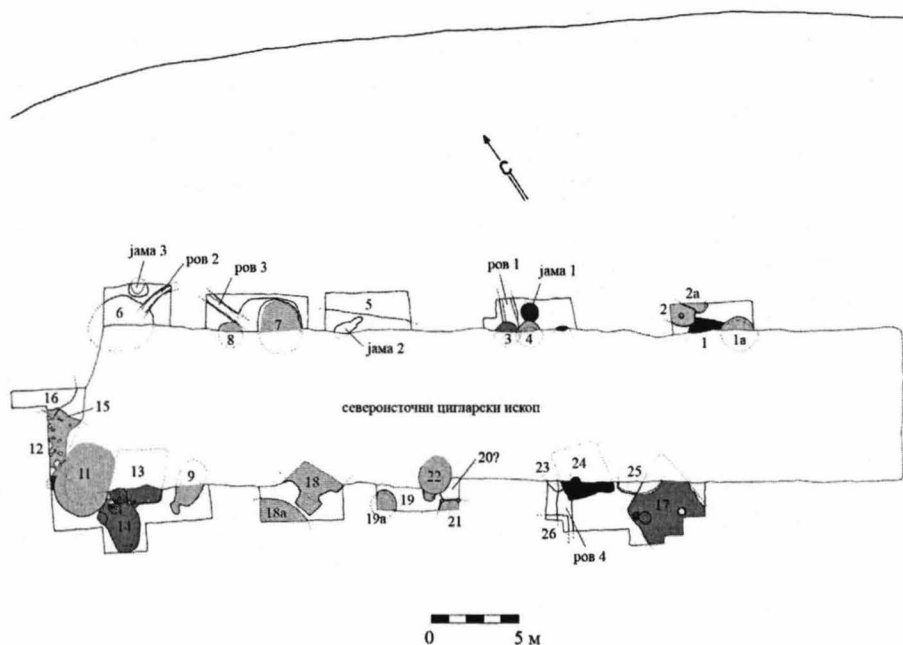 С
јама 3
ров 2
ров 3
ров 1
јама 1
2а
6
5
2
7
8
јама 2
3
4
1
1а
североисточни цигларски ископ
16
15
12
11
13
9
18
22
20?
23
24
25
14
18а
19
19а
21
17
26
ров 4
0
5 м